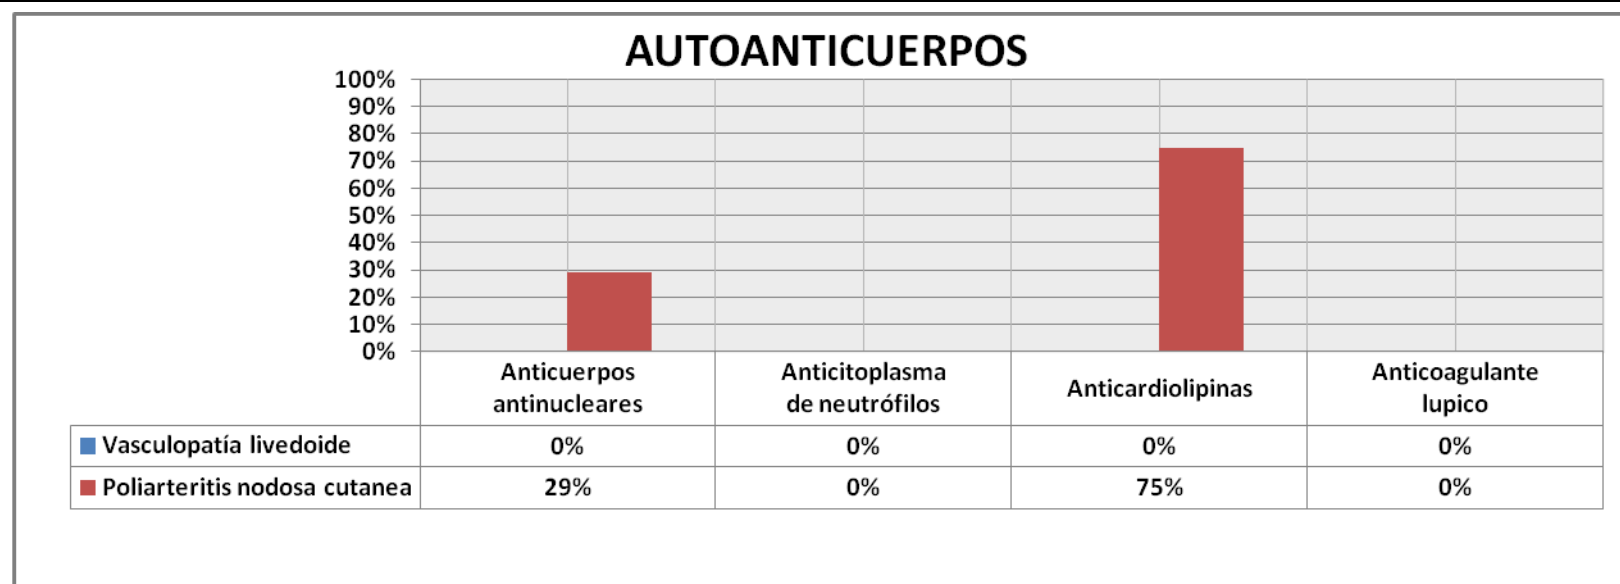 AUTOANTICUERPOS
100%
90%
80%
70%
60%
50%
40%
30%
20%
10%
0%
Anticuerpos antinucleares
Anticitoplasma de neutrófilos
Anticardiolipinas
Anticoagulante lupico
Vasculopatía livedoide 0% 0% 0% 0%
Poliarteritis nodosa cutanea 29% 0% 75% 0%